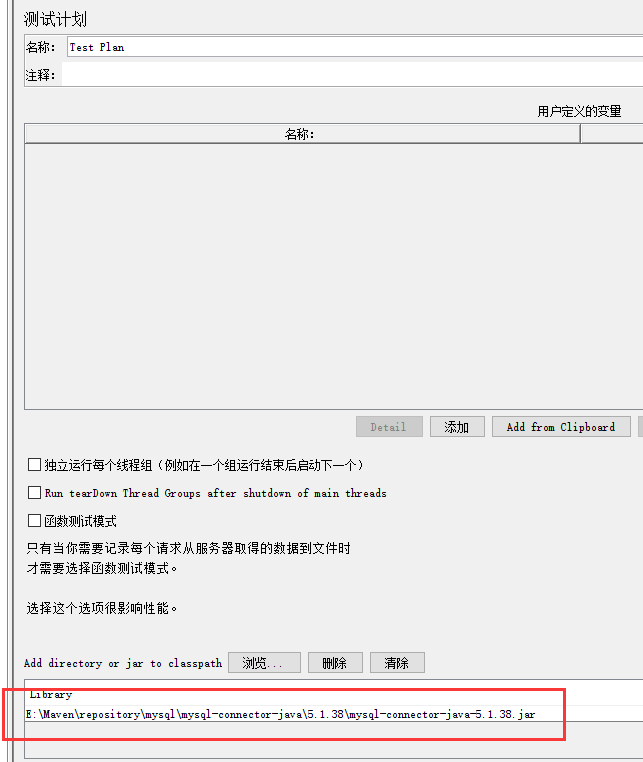 测试计划
名称： Test Plan
注释：
用户定义的变量
名称：
Detail 添加 Add from Clipboard
独立运行每个线程组（例如在一个组运行结束后启动下一个）
Run tearDown Thread Groups after shutdown of main threads
函数测试模式
只有当你需要记录每个请求从服务器取得的数据到文件时
才需要选择函数测试模式。
选择这个选项很影响性能。
Add directory or jar to classpath 浏览... 删除 清除
Library
E:\Maven\repository\mysql\mysql-connector-java\5.1.38\mysql-connector-java-5.1.38.jar